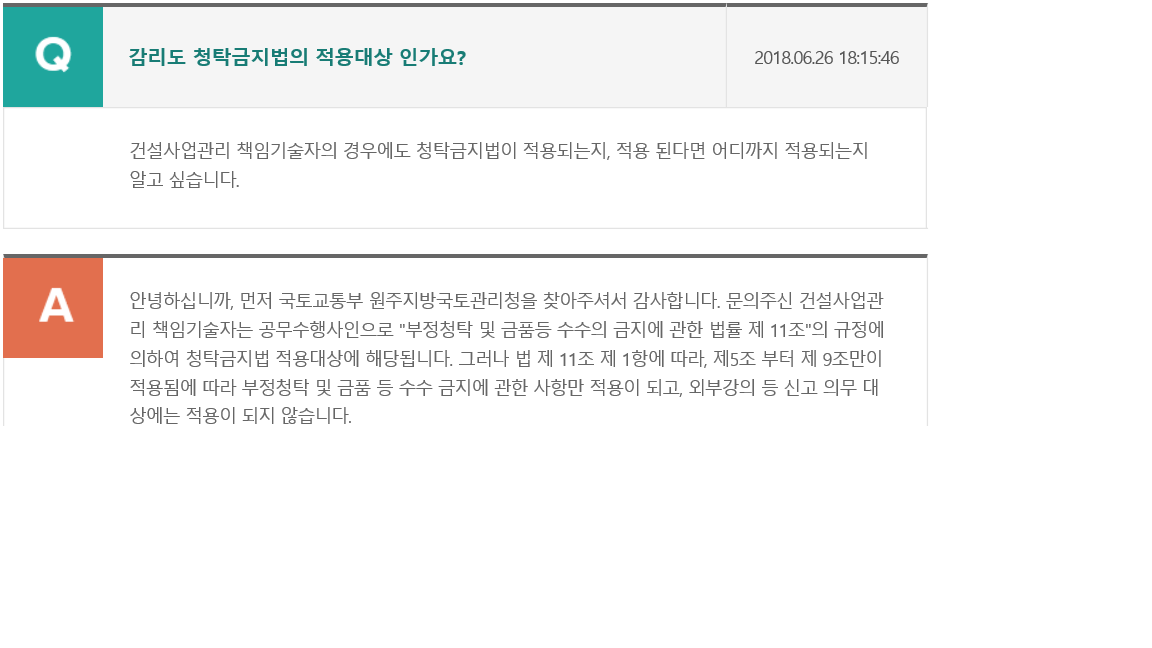 Q
감리도 청탁금지법의 적용대상 인가요?
2018.06.26 18:15:46
건설사업관리 책임기술자의 경우에도 청탁금지법이 적용되는지, 적용 된다면 어디까지 적용되는지
알고 싶습니다.
A
안녕하십니까, 먼저 국토교통부 원주지방국토관리청을 찾아주셔서 감사합니다. 문의주신 건설사업관
리 책임기술자는 공무수행사인으로 "부정청탁 및 금품등 수수의 금지에 관한 법률 제 11조"의 규정에
의하여 청탁금지법 적용대상에 해당됩니다. 그러나 법 제 11조 제 1항에 따라, 제5조 부터 제 9조만이
적용됨에 따라 부정청탁 및 금품 등 수수 금지에 관한 사항만 적용이 되고, 외부강의 등 신고 의무 대
상에는 적용이 되지 않습니다.